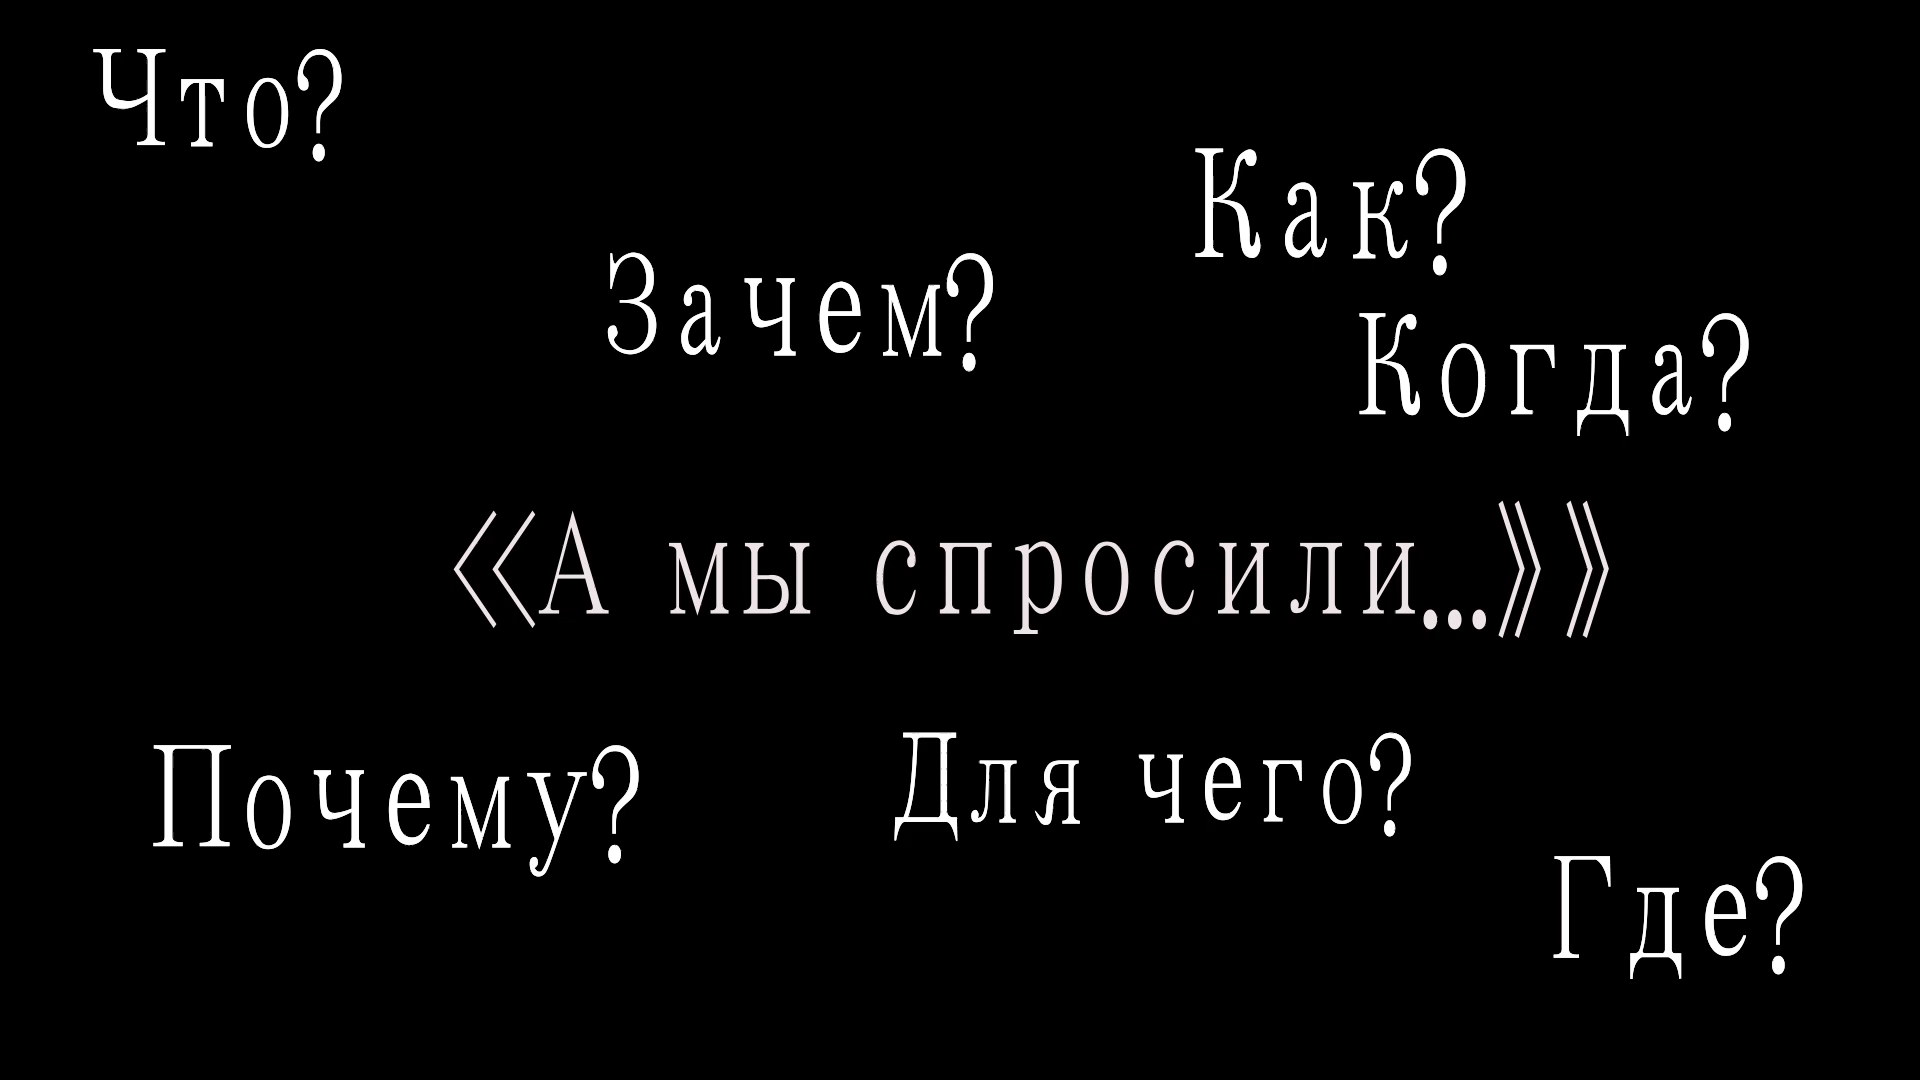 Что?
Как?
Зачем?
Когда?
《А мы спросили...》》
Почему?
Для чего?
Где?